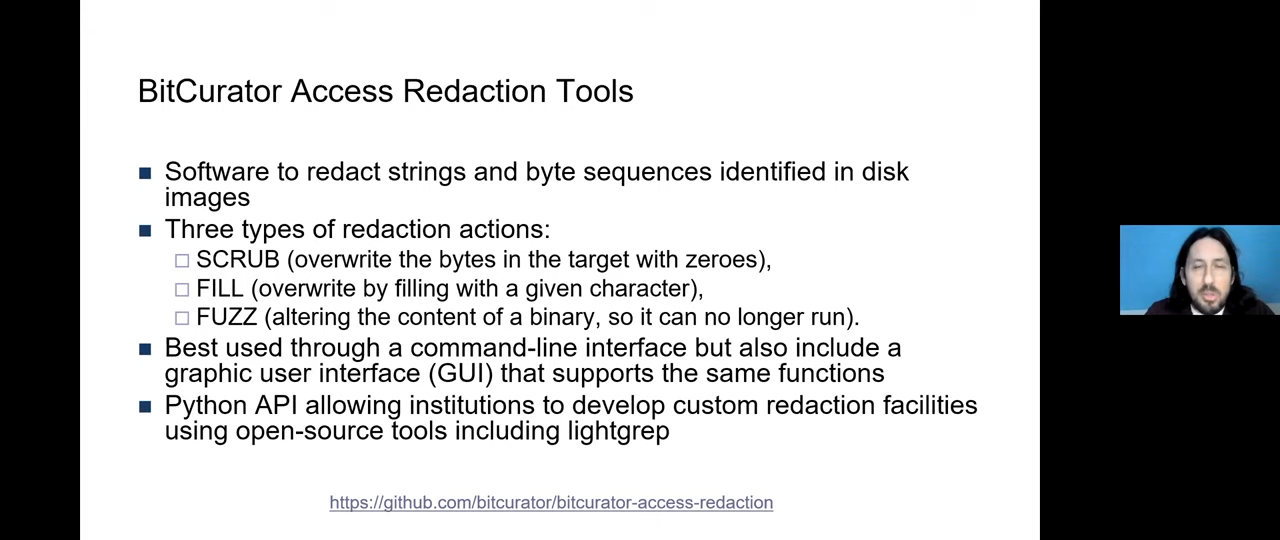 BitCurator Access Redaction Tools
Software to redact strings and byte sequences identified in disk
images
Three types of redaction actions:
SCRUB (overwrite the bytes in the target with zeroes),
FILL (overwrite by filling with a given character),
FUZZ (altering the content of a binary, so it can no longer run).
Best used through a command-line interface but also include a
graphic user interface (GUI) that supports the same functions
Python API allowing institutions to develop custom redaction facilities
using open-source tools including lightgrep
https://github.com/bitcurator/bitcurator-access-redaction